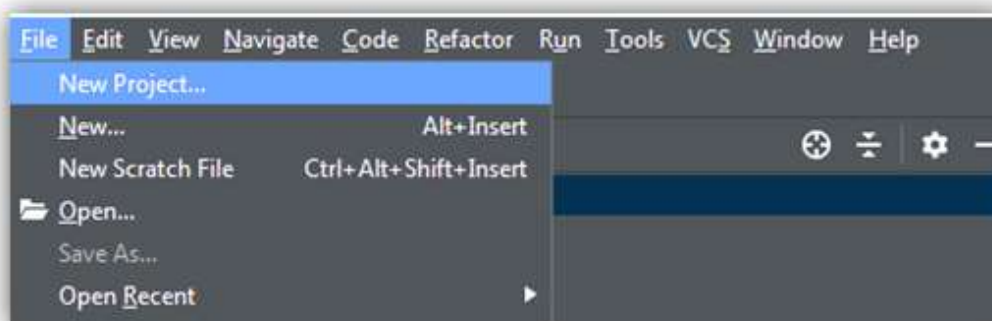 File Edit View Navigate Code Refactor Run Tools VCS Window Help
New Project...
New... Alt+Insert
New Scratch File Ctrl+Alt+Shift+Insert
Open...
Save As...
Open Recent